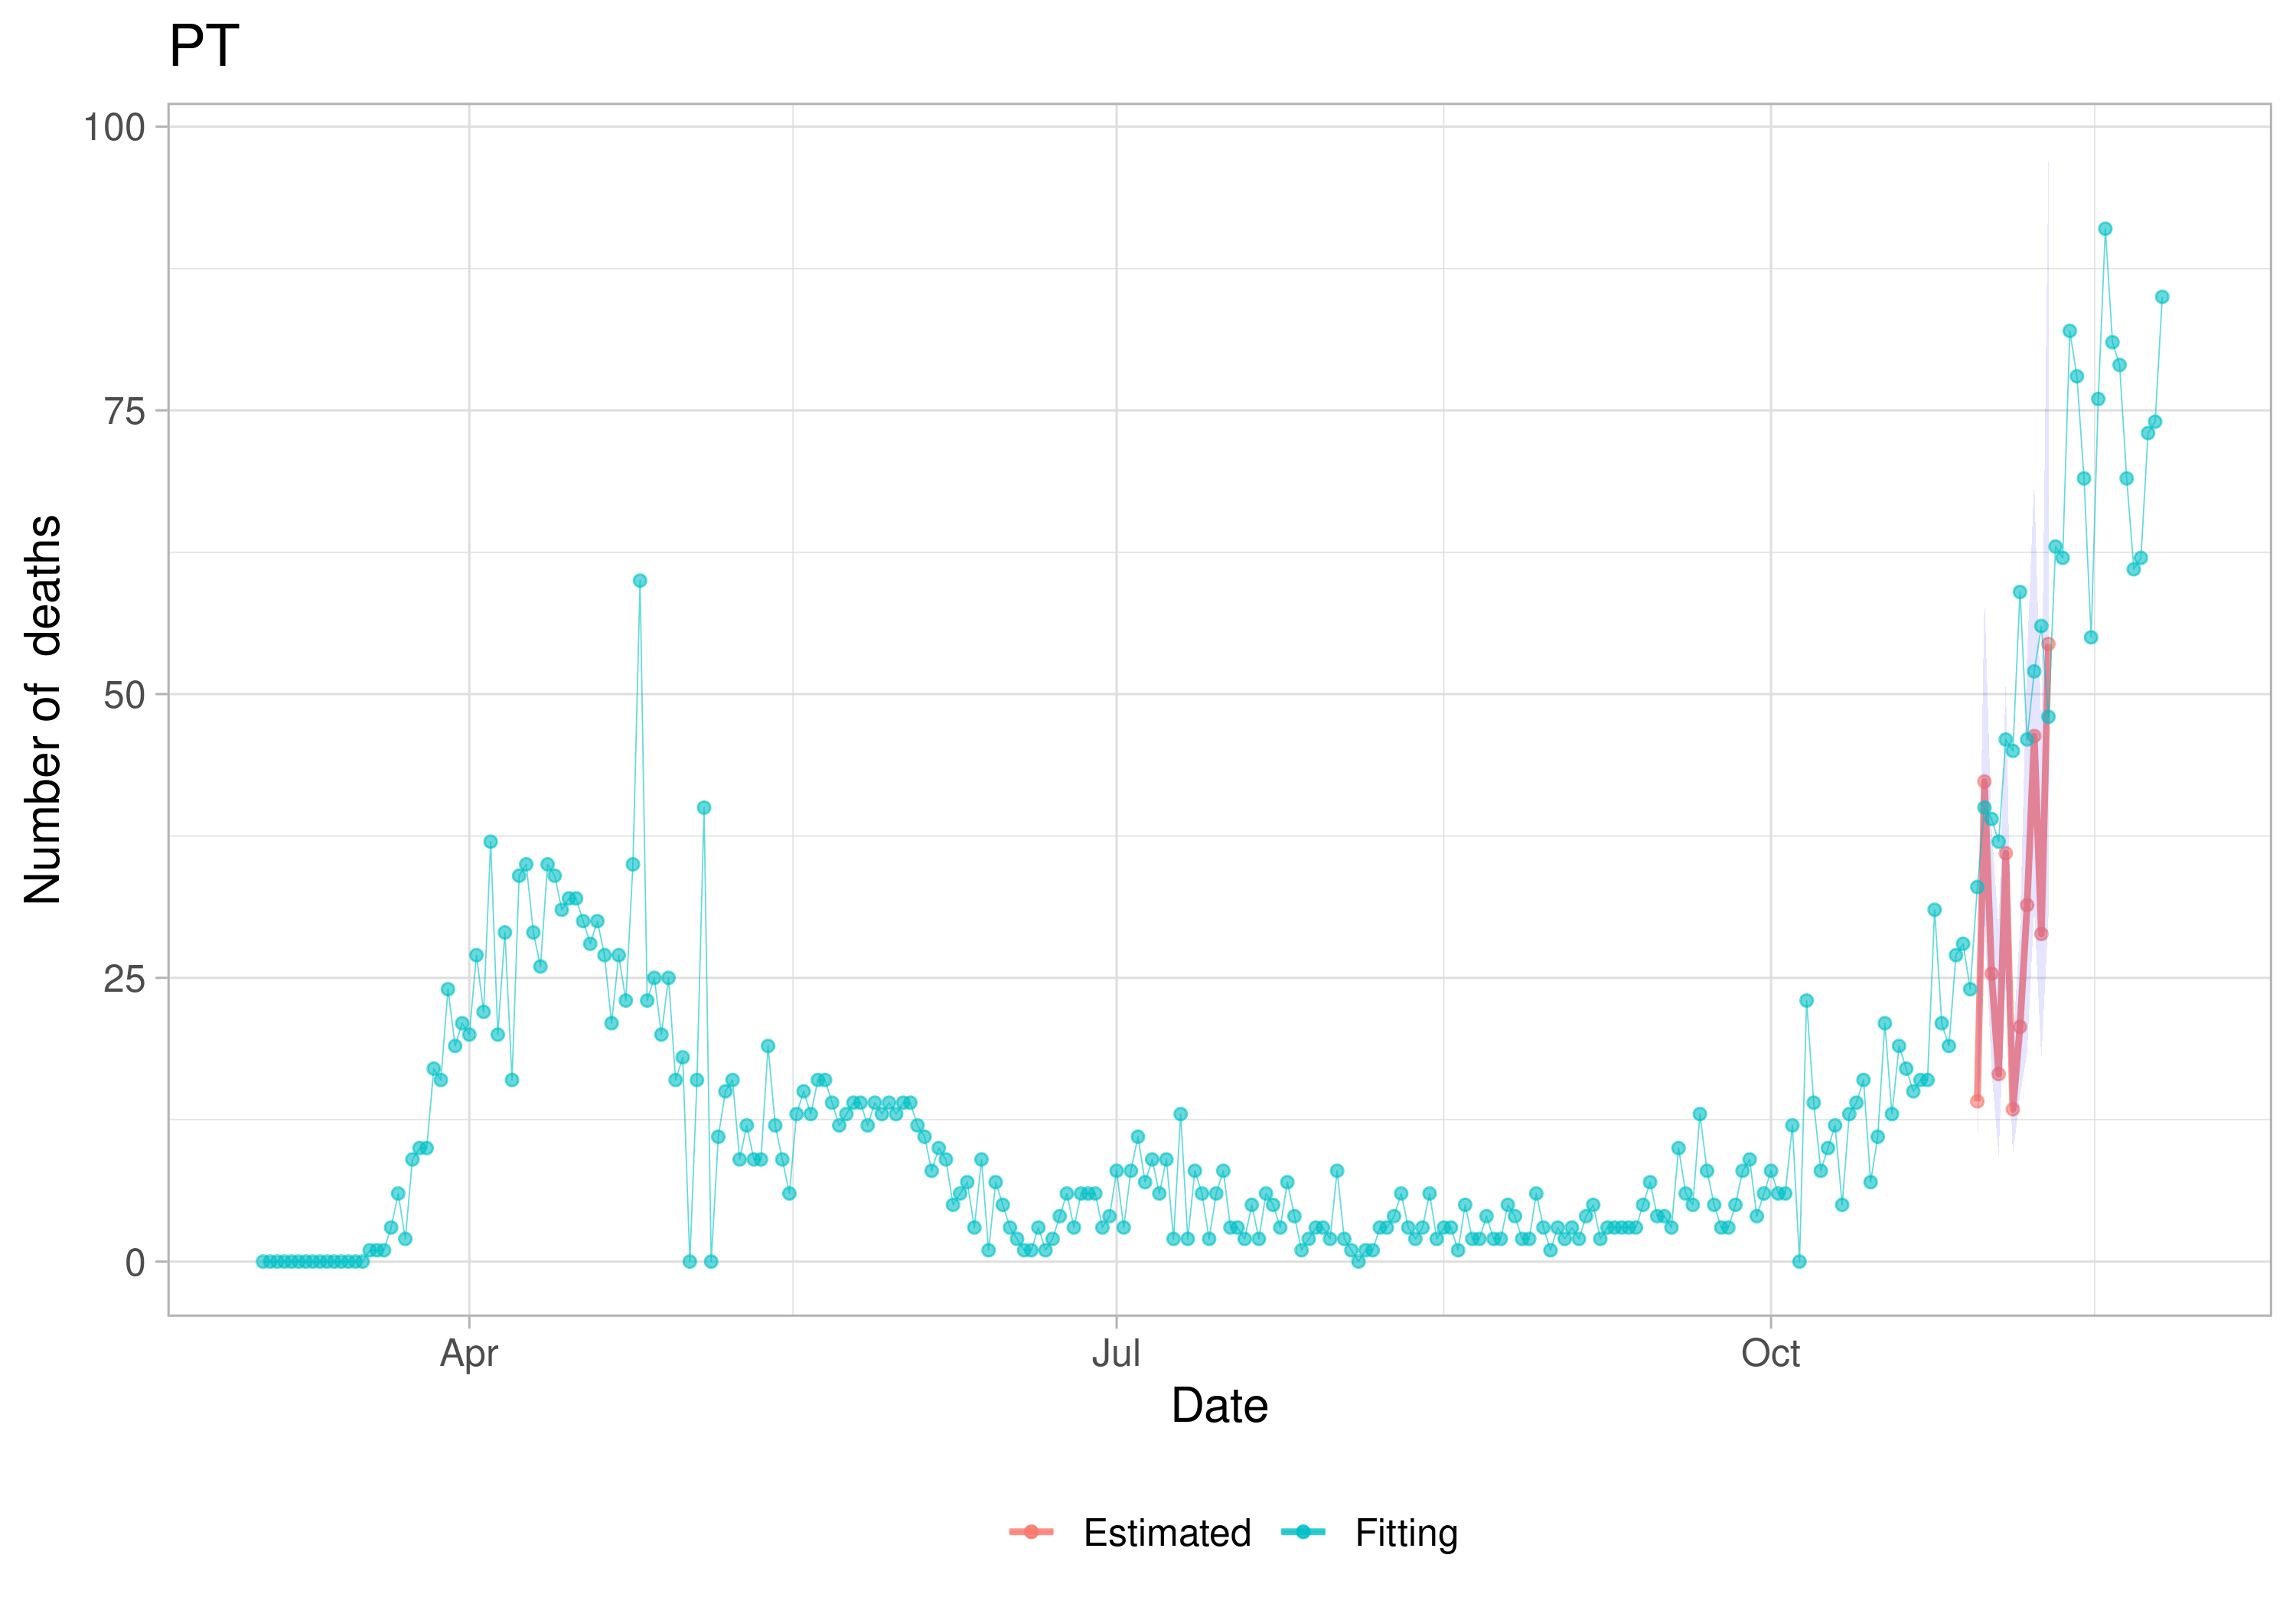 PT
100
75
50
25
0
Number of deaths
Apr Jul Oct
Date
Estimated Fitting